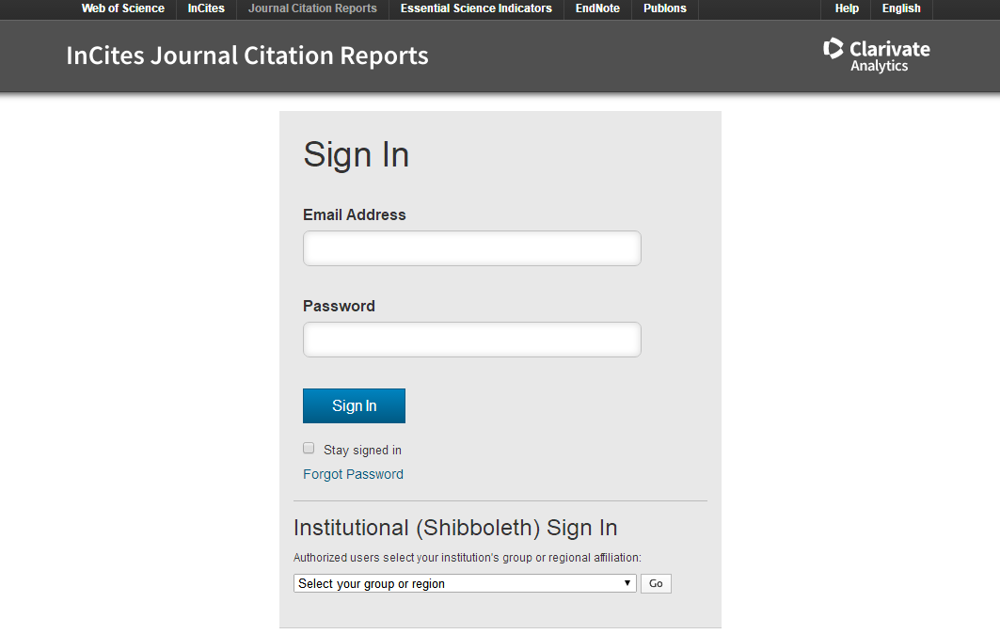 Web of Science InCites Journal Citation Reports Essential Science Indicators EndNote Publons Help English
InCites Journal Citation Reports
Clarivate
Analytics
Sign In
Email Address
Password
Sign In
Stay signed in
Forgot Password
Institutional (Shibboleth) Sign In
Authorized users select your institution's group or regional affiliation:
Select your group or region Go